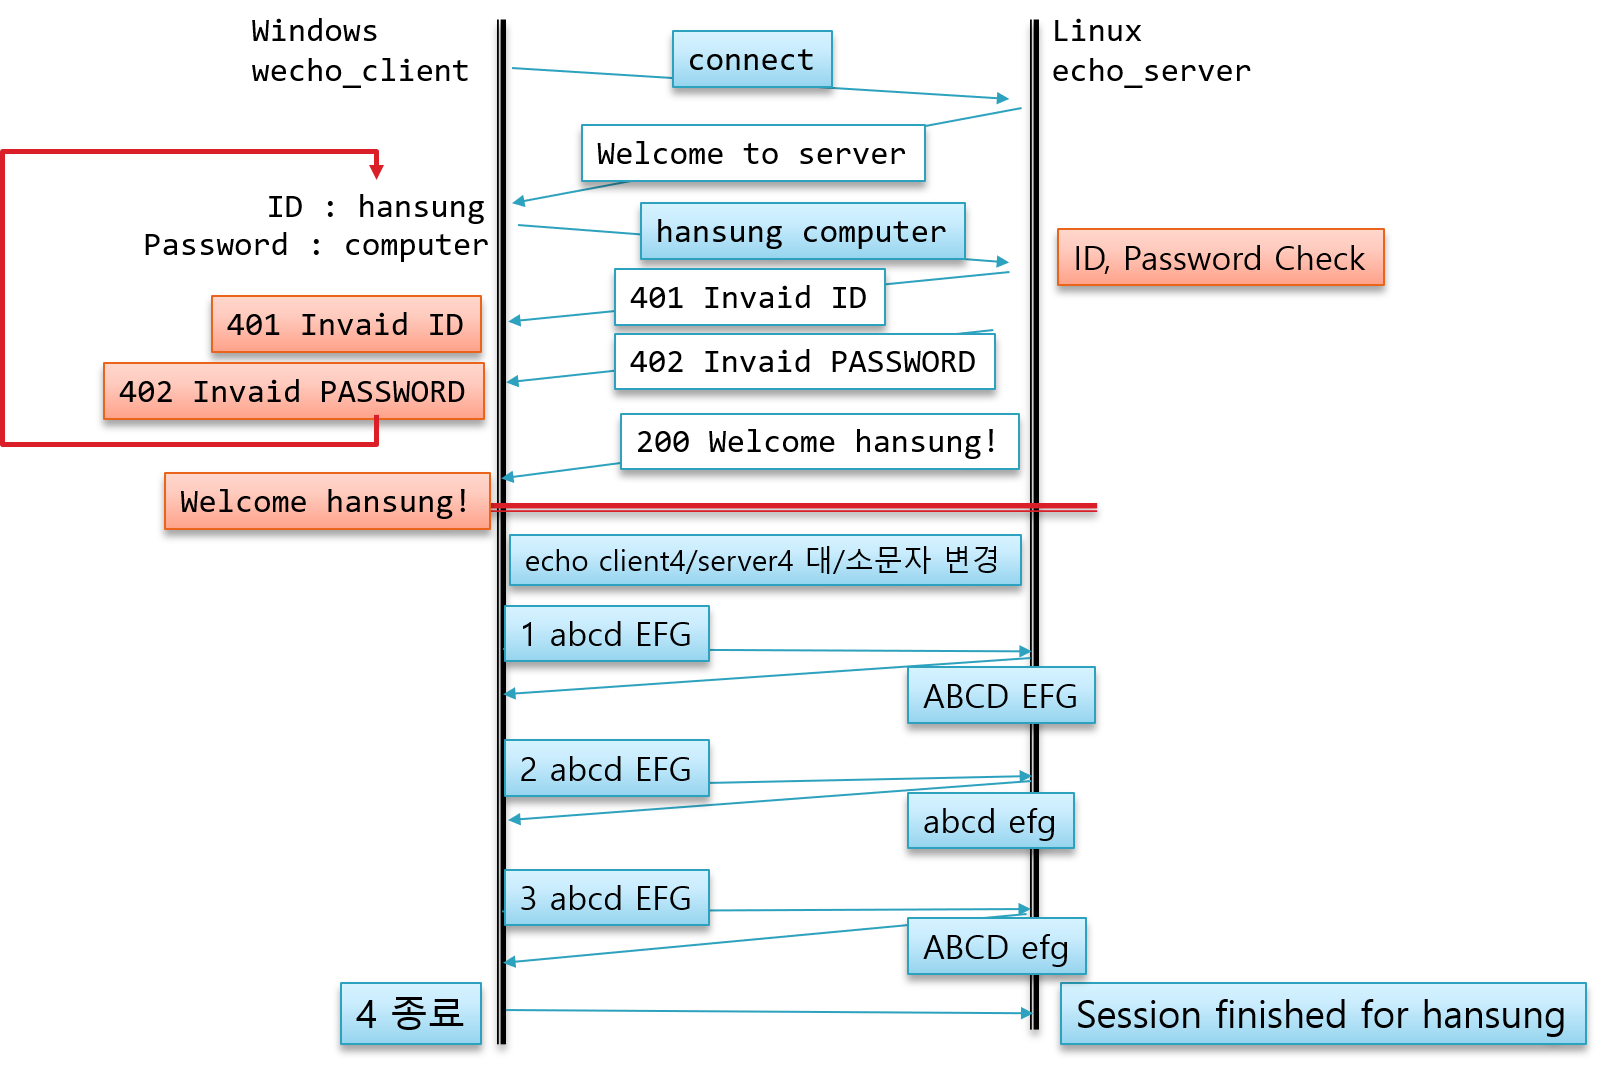 Windows
wecho_client
Linux
echo_server
connect
Welcome to server
ID : hansung
Password : computer
hansung computer
ID, Password Check
401 Invaid ID
401 Invaid ID
402 Invaid PASSWORD
402 Invaid PASSWORD
200 Welcome hansung!
Welcome hansung!
echo client4/server4 대/소문자 변경
1 abcd EFG
ABCD EFG
2 abcd EFG
abcd efg
3 abcd EFG
ABCD efg
4 종료
Session finished for hansung